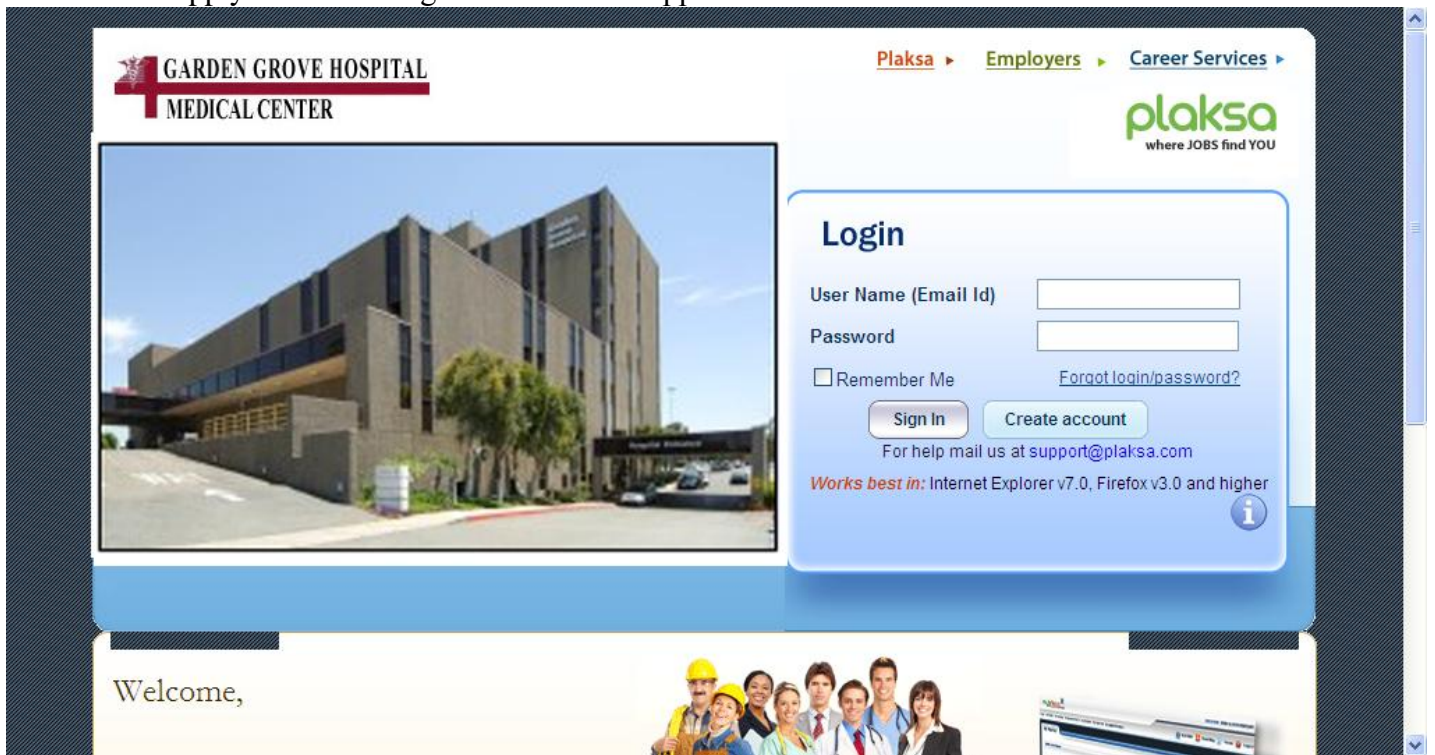 GARDEN GROVE HOSPITAL
MEDICAL CENTER
Plaksa Employers Career Services
plaksa
where JOBS find YOU
Login
User Name (Email Id)
Password
Remember Me Forgot login/password?
Sign In Create account
For help mail us at support@plaksa.com
Works best in: Internet Explorer v7.0, Firefox v3.0 and higher
i
Hospital Entrance
Welcome,